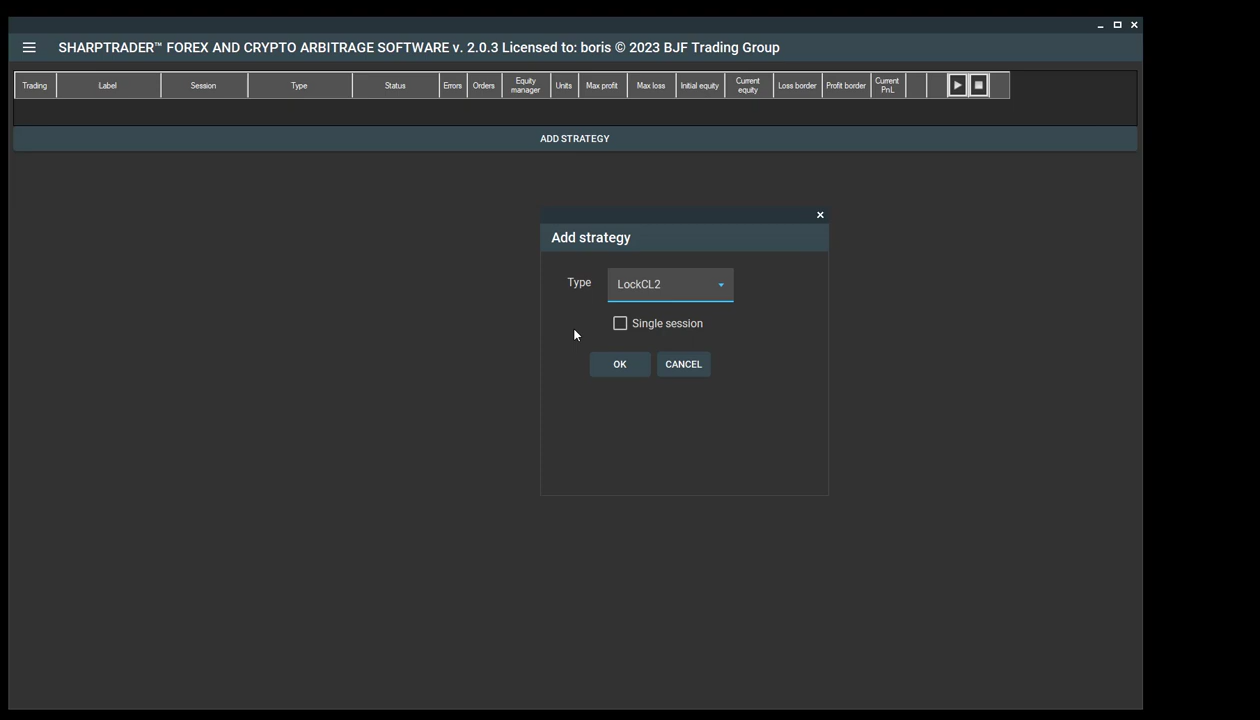 SHARPTRADER™ FOREX AND CRYPTO ARBITRAGE SOFTWARE v. 2.0.3 Licensed to: boris © 2023 BJF Trading Group
Trading Label Session Type Status Errors Orders Equity manager Units Max profit Max loss Initial equity Current equity Loss border Profit border Current PnL
ADD STRATEGY
Add strategy
Type LockCL2
Single session
OK CANCEL